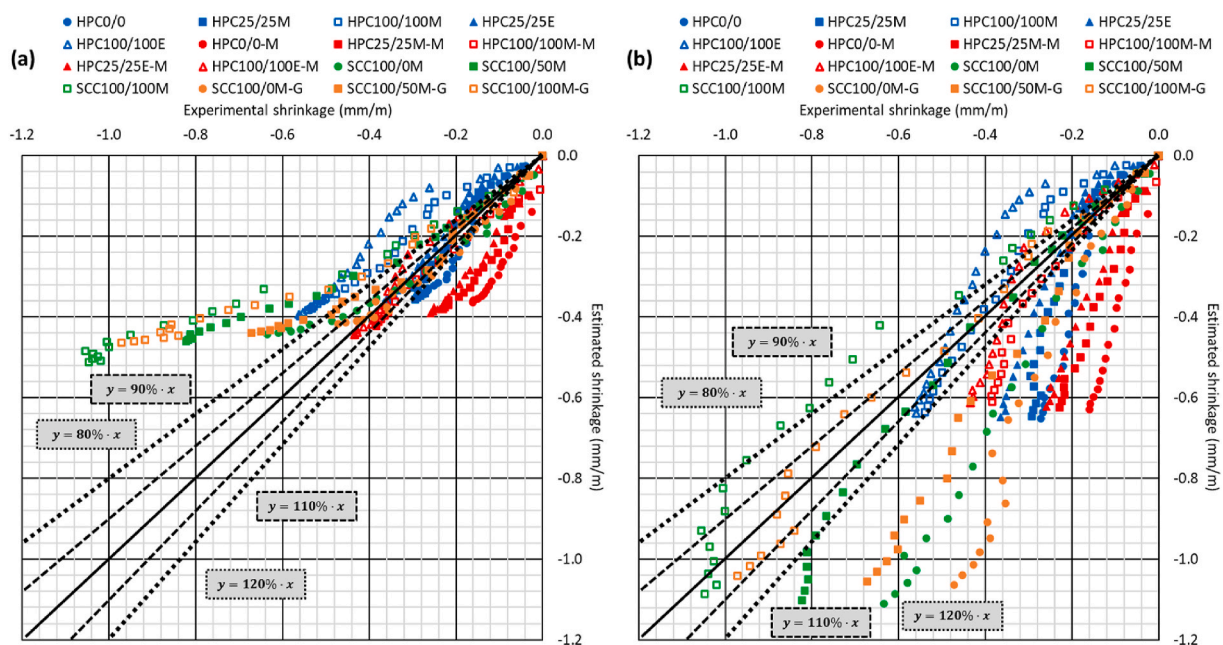 HPC0/0 HPC25/25M HPC100/100M HPC25/25E
HPC100/100E HPC0/0-M HPC25/25M-M HPC100/100M-M
(a)
HPC25/25E-M HPC100/100E-M SCC100/0M SCC100/50M
SCC100/100M SCC100/0M-G SCC100/50M-G SCC100/100M-G
Experimental shrinkage (mm/m)
-1.2 -1.0 -0.8 -0.6 -0.4 -0.2 0.0
0.0
-0.2
-0.4
-0.6
-0.8
-1.0
-1.2
Estimated shrinkage (mm/m)
y = 90% · x
y = 80% · x
y = 110% · x
y = 120% · x
HPC0/0 HPC25/25M HPC100/100M HPC25/25E
HPC100/100E HPC0/0-M HPC25/25M-M HPC100/100M-M
(b)
HPC25/25E-M HPC100/100E-M SCC100/0M SCC100/50M
SCC100/100M SCC100/0M-G SCC100/50M-G SCC100/100M-G
Experimental shrinkage (mm/m)
-1.2 -1.0 -0.8 -0.6 -0.4 -0.2 0.0
0.0
-0.2
-0.4
-0.6
-0.8
-1.0
-1.2
Estimated shrinkage (mm/m)
y = 90% · x
y = 80% · x
y = 110% · x
y = 120% · x